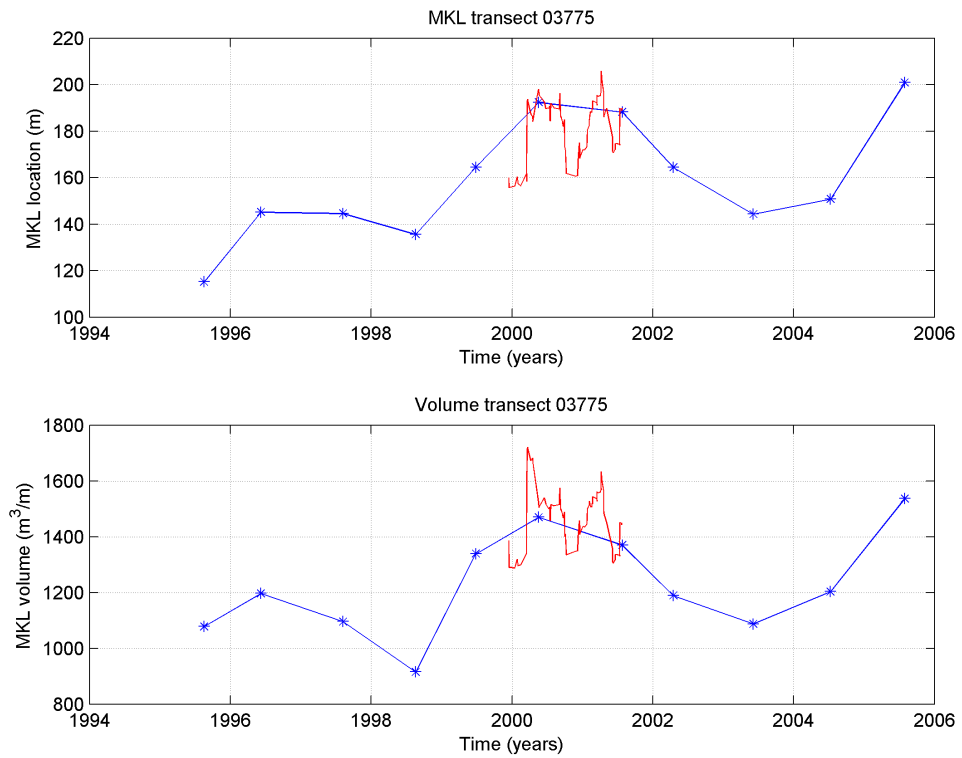 MKL transect 03775
220
200
180
160
140
120
100
MKL location (m)
1994 1996 1998 2000 2002 2004 2006
Time (years)
Volume transect 03775
1800
1600
1400
1200
1000
800
MKL volume (m³/m)
1994 1996 1998 2000 2002 2004 2006
Time (years)